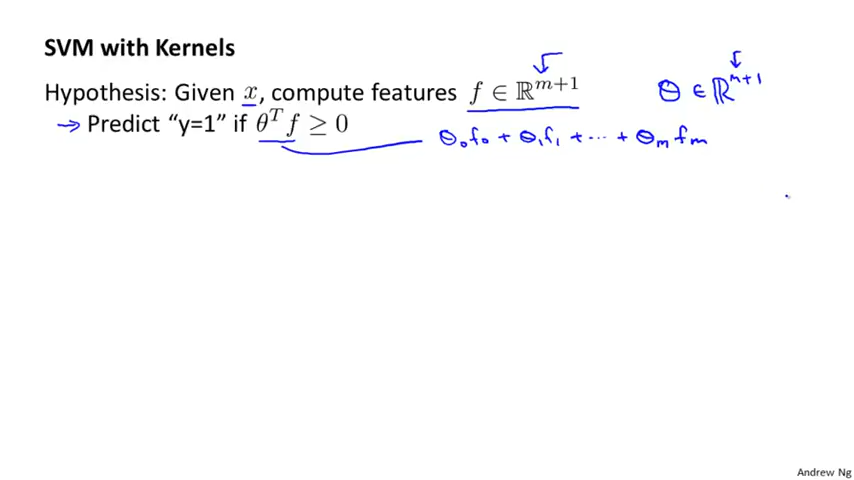 SVM with Kernels
Hypothesis: Given x, compute features f ∈ ℝ^{m+1} θ ∈ ℝ^{m+1}
→ Predict “y=1” if θ^T f ≥ 0
θ₀f₀ + θ₁f₁ + ... + θₘfₘ
Andrew Ng